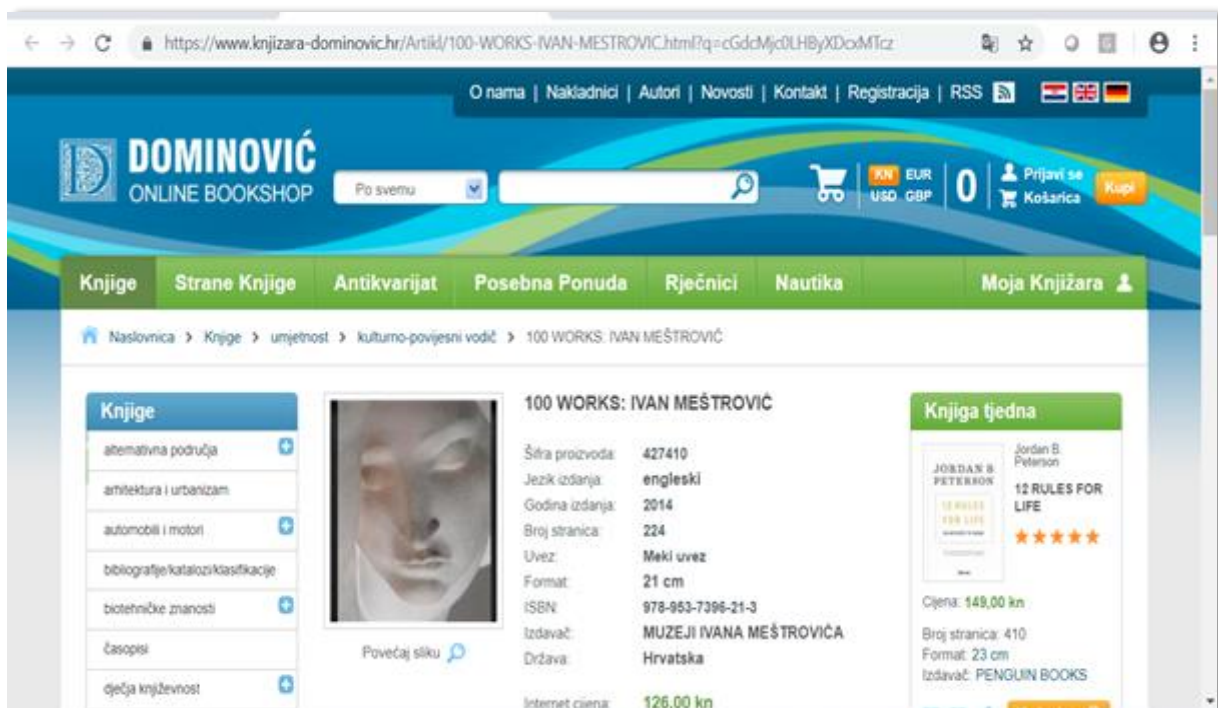 https://www.knjizara-dominovic.hr/Artikl/100-WORKS-IVAN-MESTROVIC.html?q=
O nama | Nakladnici | Autori | Novosti | Kontakt | Registracija | RSS
DOMINOVIĆ
ONLINE BOOKSHOP
Po svemu
KN EUR
USD GBP
0
Prijavi se
Košarica
Kupi
Knjige Strane Knjige Antikvarijat Posebna Ponuda Rječnici Nautika Moja Knjižara
Naslovnica > Knjige > umjetnost > kulturno-povijesni vodič > 100 WORKS: IVAN MEŠTROVIĆ
Knjige
alternativna područja
arhitektura i urbanizam
automobili i motori
bibliografije/katalozi/klasifikacije
biotehničke znanosti
časopisi
dječja književnost
Povećaj sliku
100 WORKS: IVAN MEŠTROVIĆ
Šifra proizvoda: 427410
Jezik izdanja: engleski
Godina izdanja: 2014
Broj stranica: 224
Uvez: Meki uvez
Format: 21 cm
ISBN: 978-953-7396-21-3
Izdavač: MUZEJI IVANA MEŠTROVIĆA
Država: Hrvatska
Internet cijena: 126,00 kn
Knjiga tjedna
JORDAN B.
PETERSON
12 RULES
FOR LIFE
Jordan B.
Peterson
12 RULES FOR
LIFE
Cijena: 149,00 kn
Broj stranica: 410
Format: 23 cm
Izdavač: PENGUIN BOOKS